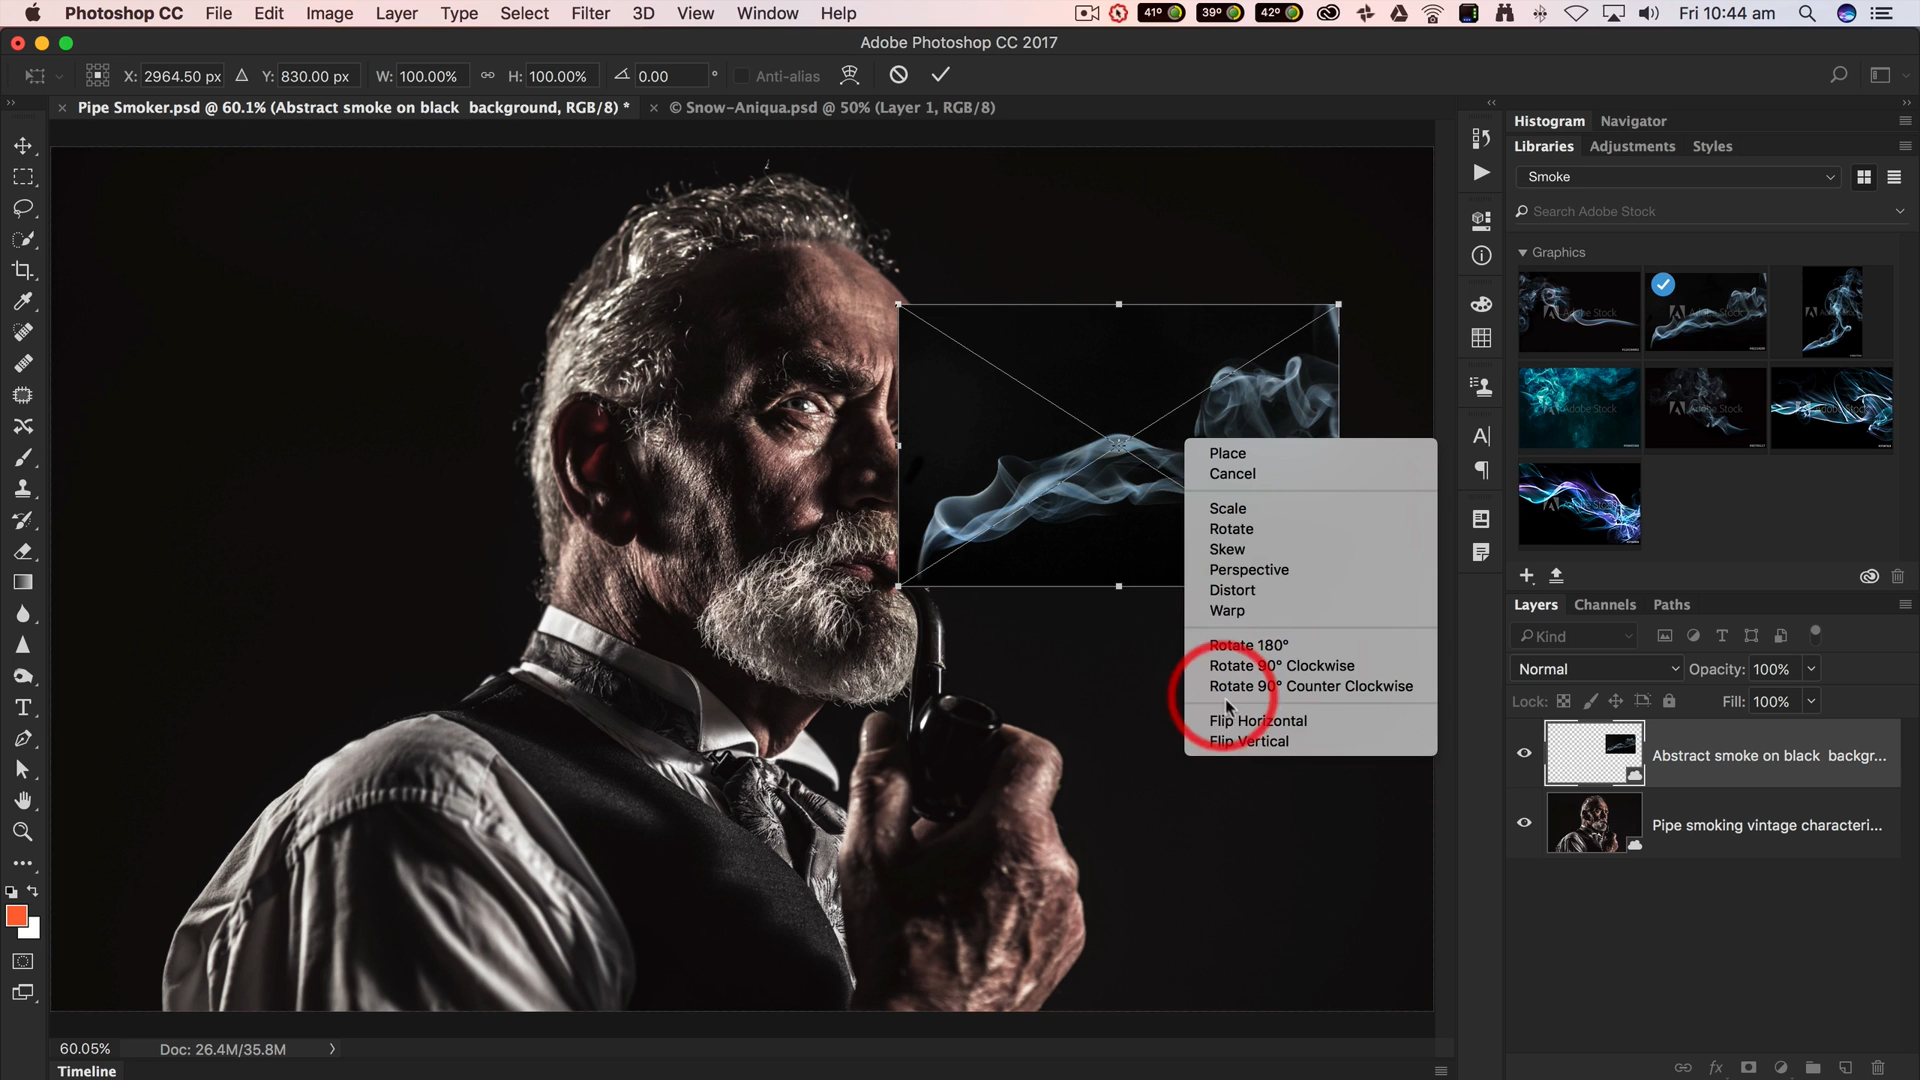 Photoshop CC File Edit Image Layer Type Select Filter 3D View Window Help 41° 39° 42° Fri 10:44 am
Adobe Photoshop CC 2017
X: 2964.50 px Y: 830.00 px W: 100.00% H: 100.00% 0.00 ° Anti-alias
Pipe Smoker.psd @ 60.1% (Abstract smoke on black background, RGB/8) * © Snow-Aniqua.psd @ 50% (Layer 1, RGB/8)
Histogram Navigator
Libraries Adjustments Styles
Smoke
Search Adobe Stock
Graphics
Place
Cancel
Scale
Rotate
Skew
Perspective
Distort
Warp
Rotate 180°
Rotate 90° Clockwise
Rotate 90° Counter Clockwise
Flip Horizontal
Flip Vertical
Layers Channels Paths
Kind
Normal Opacity: 100%
Lock: Fill: 100%
Abstract smoke on black backgr...
Pipe smoking vintage characteri...
60.05% Doc: 26.4M/35.8M
Timeline